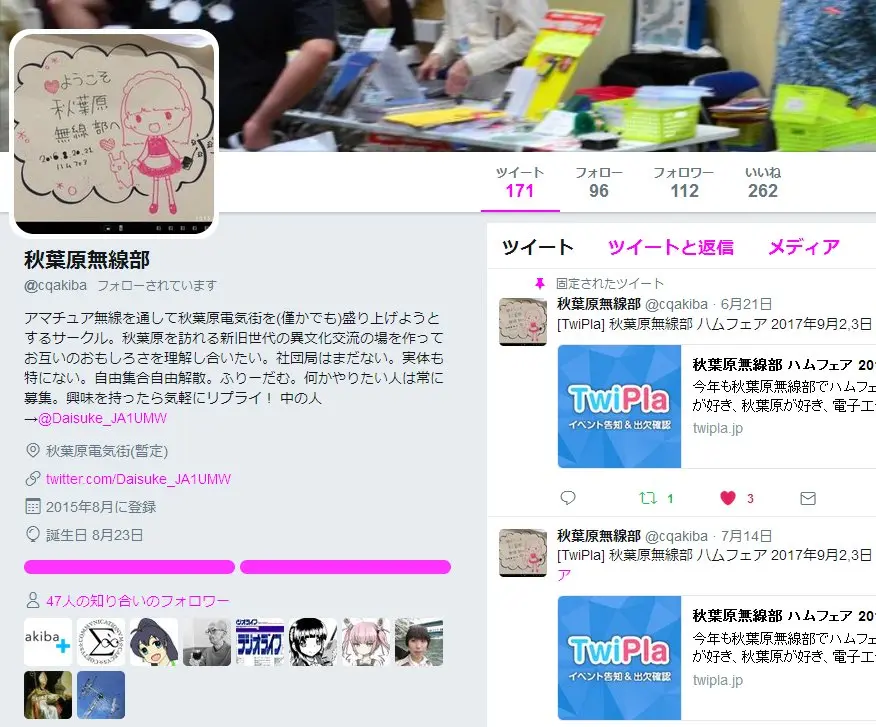 ようこそ
秋葉原
無線部へ
2016.8.20.21
ハムフェア
ツイート
171
フォロー
96
フォロワー
112
いいね
262
秋葉原無線部
@cqakiba フォローされています
アマチュア無線を通して秋葉原電気街を(僅かでも)盛り上げようと
するサークル。秋葉原を訪れる新旧世代の異文化交流の場を作って
お互いのおもしろさを理解し合いたい。社団局はまだない。実体も
特にない。自由集合自由解散。ふりーだむ。何かやりたい人は常に
募集。興味を持ったら気軽にリプライ！ 中の人
→@Daisuke_JA1UMW
秋葉原電気街(暫定)
twitter.com/Daisuke_JA1UMW
2015年8月に登録
誕生日 8月23日
47人の知り合いのフォロワー
akiba+
ラジオライフ
ツイート ツイートと返信 メディア
固定されたツイート
秋葉原無線部 @cqakiba · 6月21日
[TwiPla] 秋葉原無線部 ハムフェア 2017年9月2,3日
TwiPla
イベント告知 & 出欠確認
秋葉原無線部 ハムフェア 201
今年も秋葉原無線部でハムフェ
が好き、秋葉原が好き、電子工
twipla.jp
1
3
秋葉原無線部 @cqakiba · 7月14日
[TwiPla] 秋葉原無線部 ハムフェア 2017年9月2,3日
ア
TwiPla
イベント告知 & 出欠確認
秋葉原無線部 ハムフェア 201
今年も秋葉原無線部でハムフェ
が好き、秋葉原が好き、電子工
twipla.jp